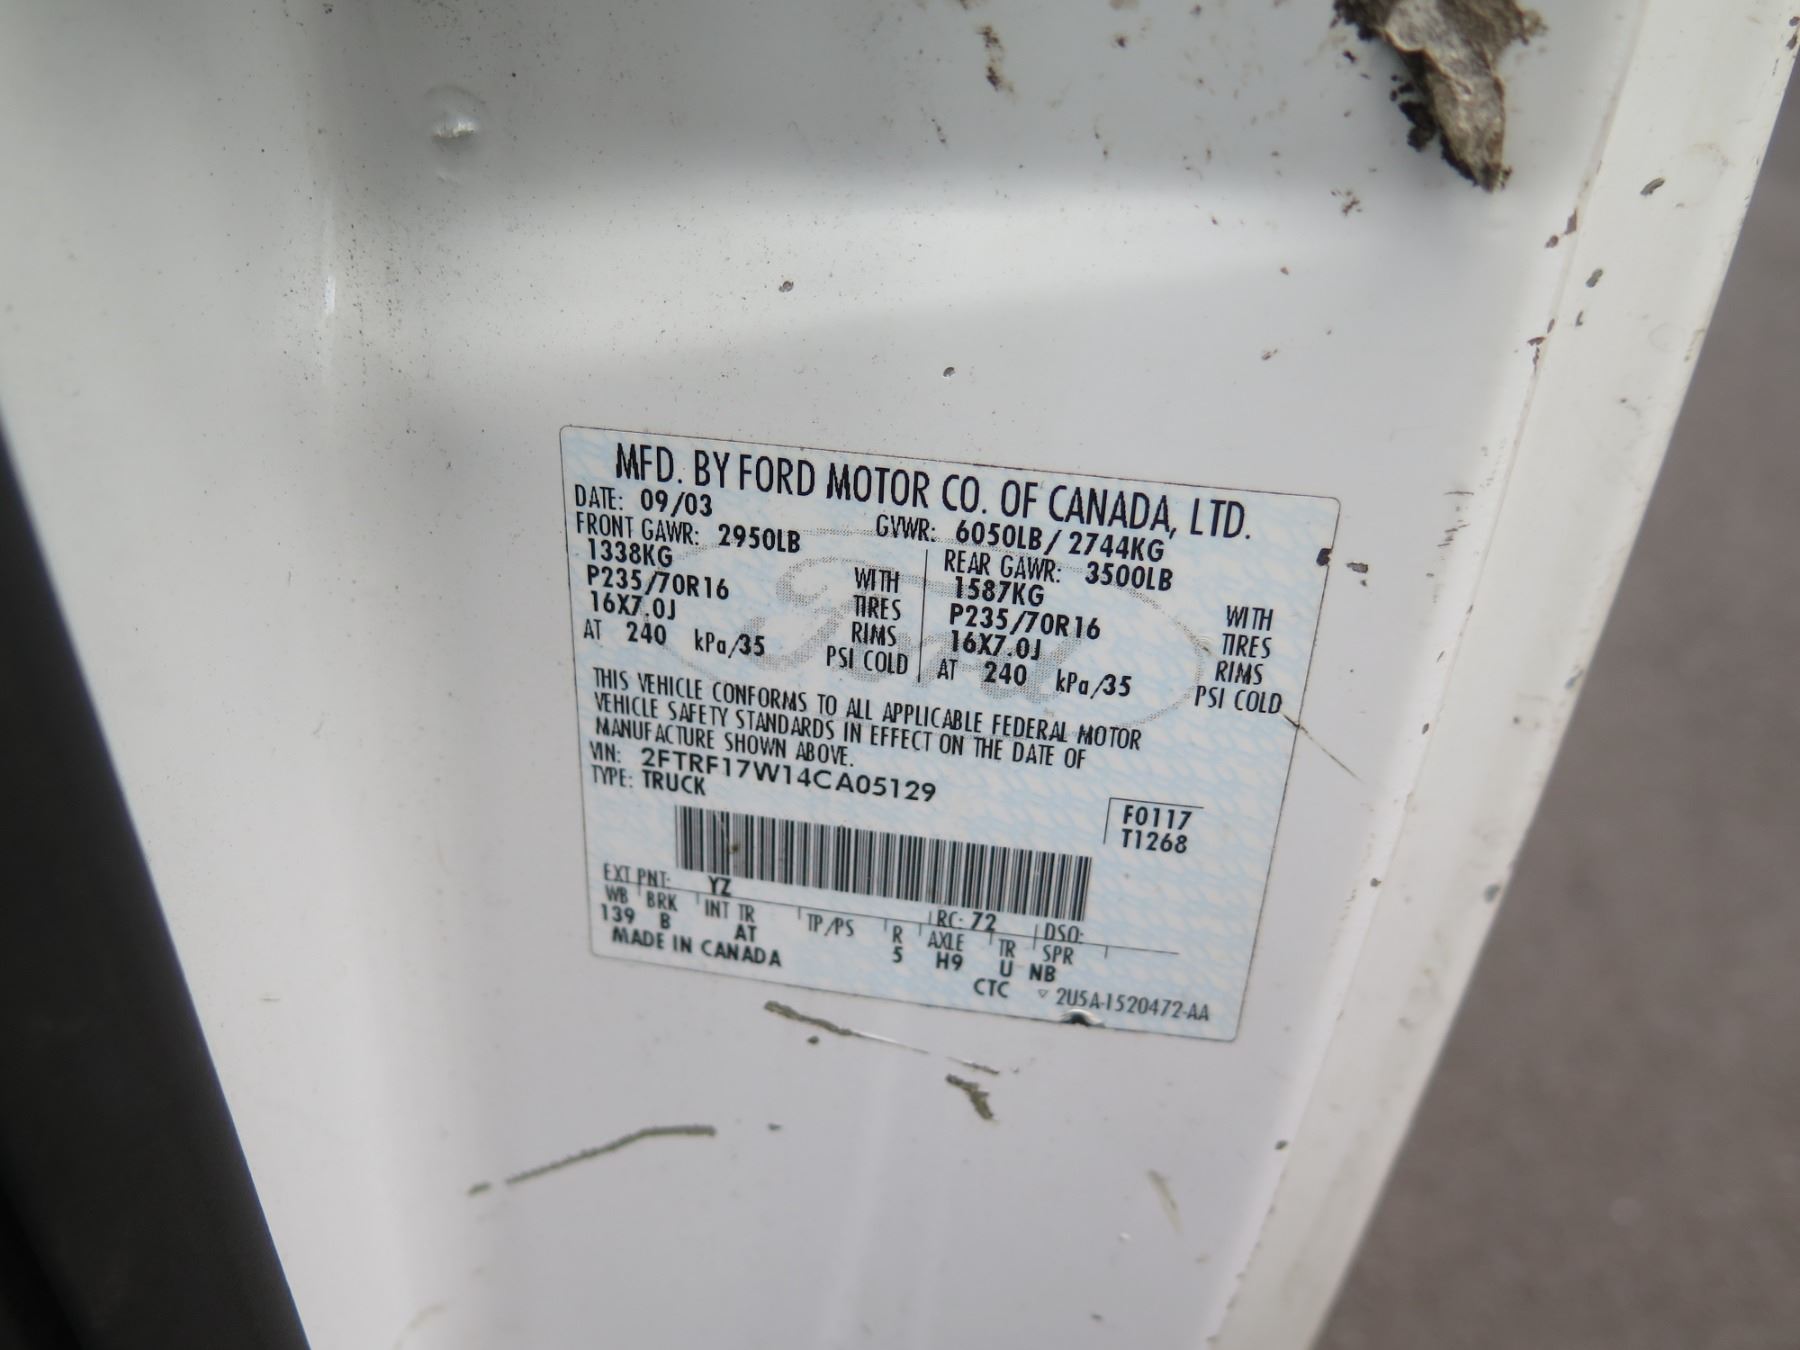 MFD. BY FORD MOTOR CO. OF CANADA, LTD.
DATE: 09/03 GVWR: 6050LB/2744KG
FRONT GAWR: 2950LB REAR GAWR: 3500LB
1338KG WITH 1587KG WITH
P235/70R16 TIRES P235/70R16 TIRES
16X7.0J RIMS 16X7.0J RIMS
AT 240 kPa/35 PSI COLD AT 240 kPa/35 PSI COLD
THIS VEHICLE CONFORMS TO ALL APPLICABLE FEDERAL MOTOR
VEHICLE SAFETY STANDARDS IN EFFECT ON THE DATE OF
MANUFACTURE SHOWN ABOVE.
VIN: 2FTRF17W14CA05129
TYPE: TRUCK
F0117
T1268
EXT PNT: YZ RC: 72 DSO:
WB BRK INT TR TP/PS R AXLE TR SPR
139 B AT 5 H9 U NB
MADE IN CANADA CTC ▽ 2U5A-1520472-AA
Ford